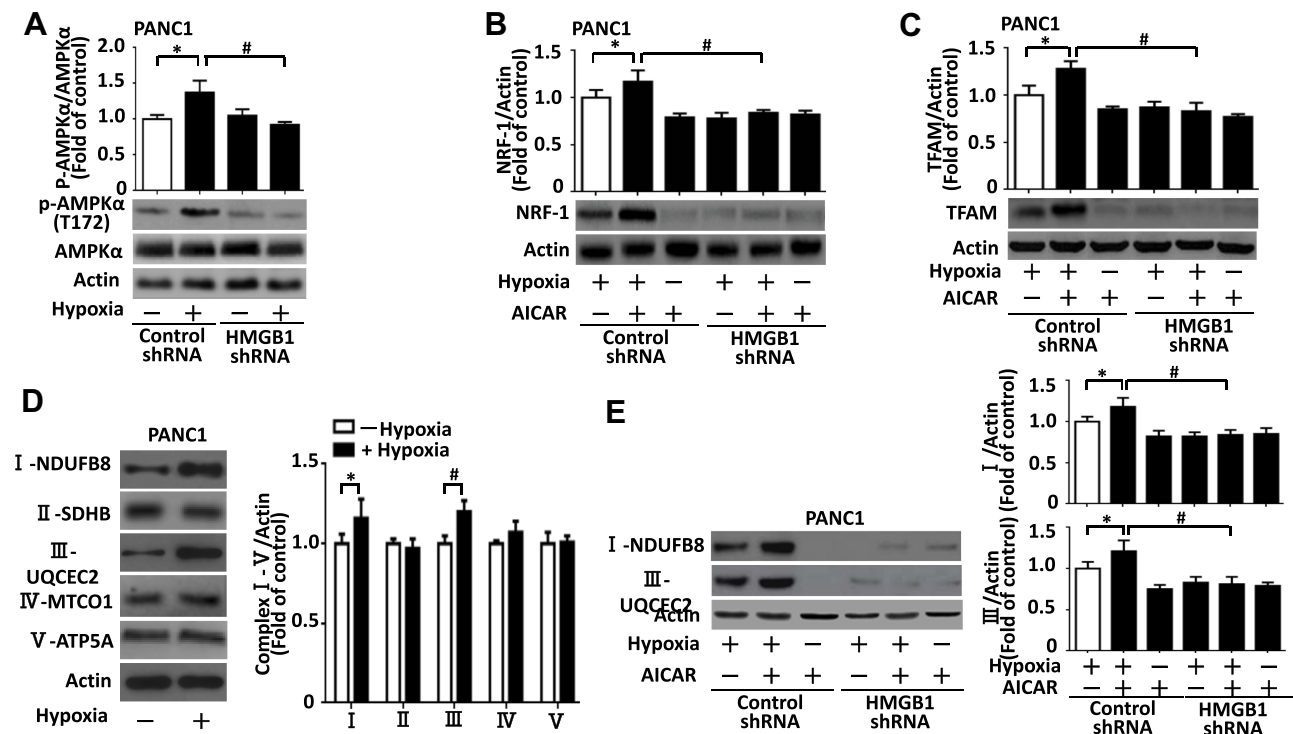 A
PANC1
P-AMPKα/AMPKα
(Fold of control)
2.0
1.5
1.0
0.5
0
*
#
p-AMPKα
(T172)
AMPKα
Actin
Hypoxia
− + − +
Control
shRNA
HMGB1
shRNA
B
PANC1
NRF-1/Actin
(Fold of control)
1.5
1.0
0.5
0
*
#
NRF-1
Actin
Hypoxia + + − + + −
AICAR − + + − + +
Control
shRNA
HMGB1
shRNA
C
PANC1
TFAM/Actin
(Fold of control)
1.5
1.0
0.5
0
*
#
TFAM
Actin
Hypoxia + + − + + −
AICAR − + + − + +
Control
shRNA
HMGB1
shRNA
D
PANC1
Ⅰ-NDUFB8
Ⅱ-SDHB
Ⅲ-
UQCEC2
Ⅳ-MTCO1
Ⅴ-ATP5A
Actin
Hypoxia − +
− Hypoxia
+ Hypoxia
Complex Ⅰ-Ⅴ/Actin
(Fold of control)
1.5
1.0
0.5
0
*
#
Ⅰ Ⅱ Ⅲ Ⅳ Ⅴ
E
PANC1
Ⅰ-NDUFB8
Ⅲ-
UQCEC2
Actin
Hypoxia + + − + + −
AICAR − + + − + +
Control
shRNA
HMGB1
shRNA
Ⅰ/Actin
(Fold of control)
1.5
1.0
0.5
0
*
#
Ⅲ/Actin
(Fold of control)
1.5
1.0
0.5
0
*
#
Hypoxia + + − + + −
AICAR − + + − + +
Control
shRNA
HMGB1
shRNA